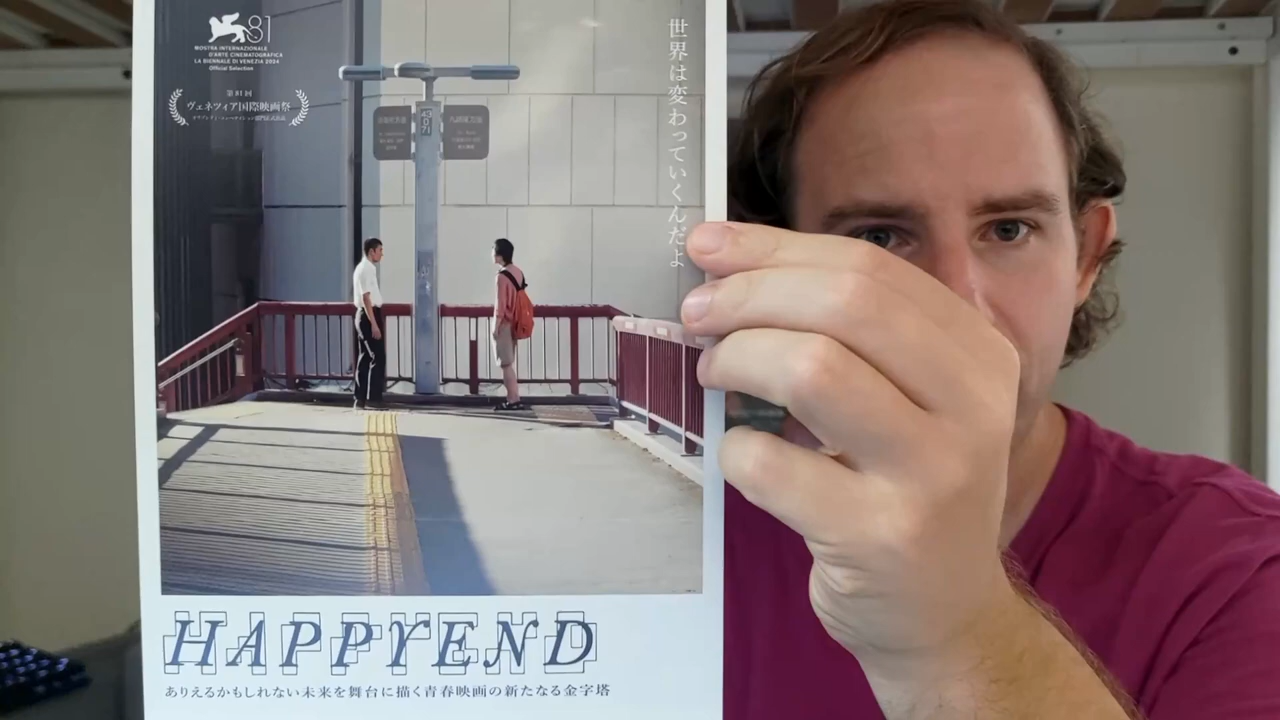 81
MOSTRA INTERNAZIONALE
D'ARTE CINEMATOGRAFICA
LA BIENNALE DI VENEZIA 2024
Official Selection
第81回
ヴェネツィア国際映画祭
世界は変わっていくんだよ
HAPPYEND
ありえるかもしれない未来を舞台に描く青春映画の新たなる金字塔